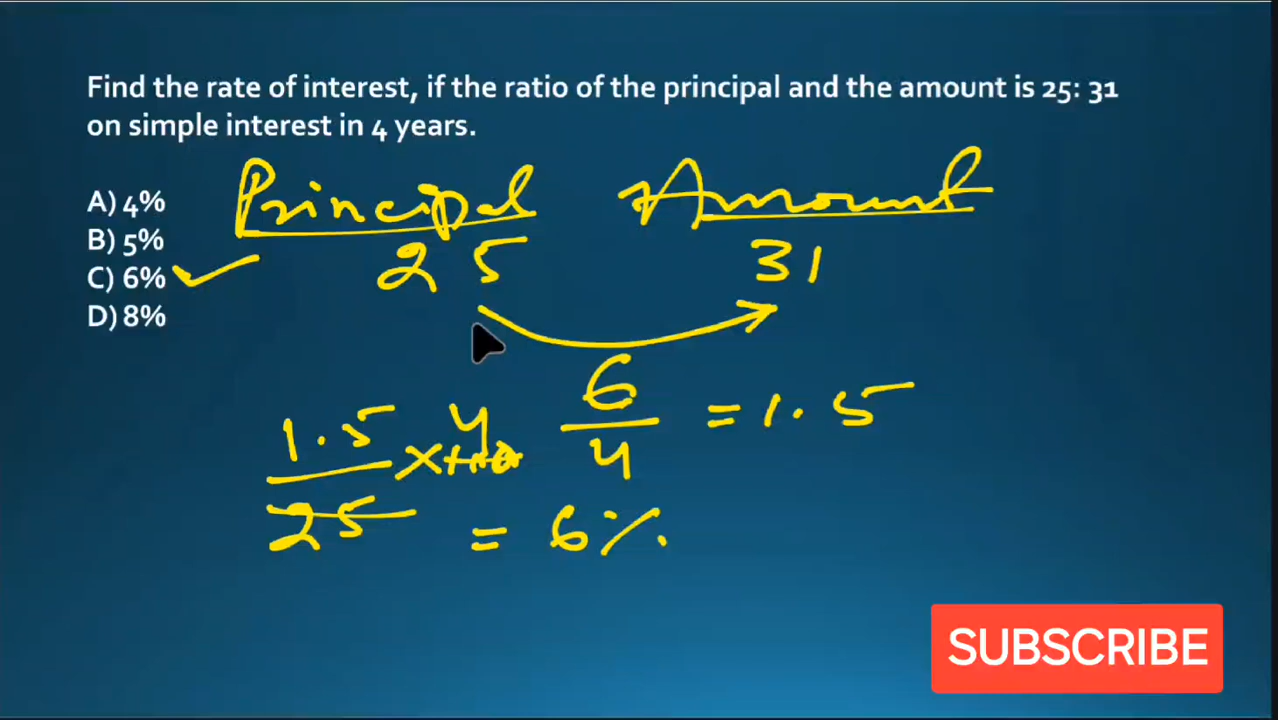 Find the rate of interest, if the ratio of the principal and the amount is 25: 31
on simple interest in 4 years.
A) 4%
B) 5%
C) 6%
D) 8%
Principal Amount
25 31
6/4 = 1.5
1.5/25 × 100 4
= 6%
SUBSCRIBE